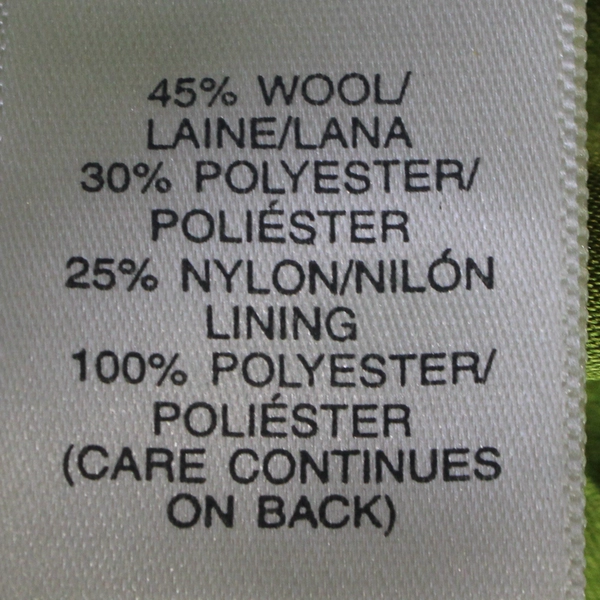 45% WOOL/
LAINE/LANA
30% POLYESTER/
POLIÉSTER
25% NYLON/NILÓN
LINING
100% POLYESTER/
POLIÉSTER
(CARE CONTINUES
ON BACK)